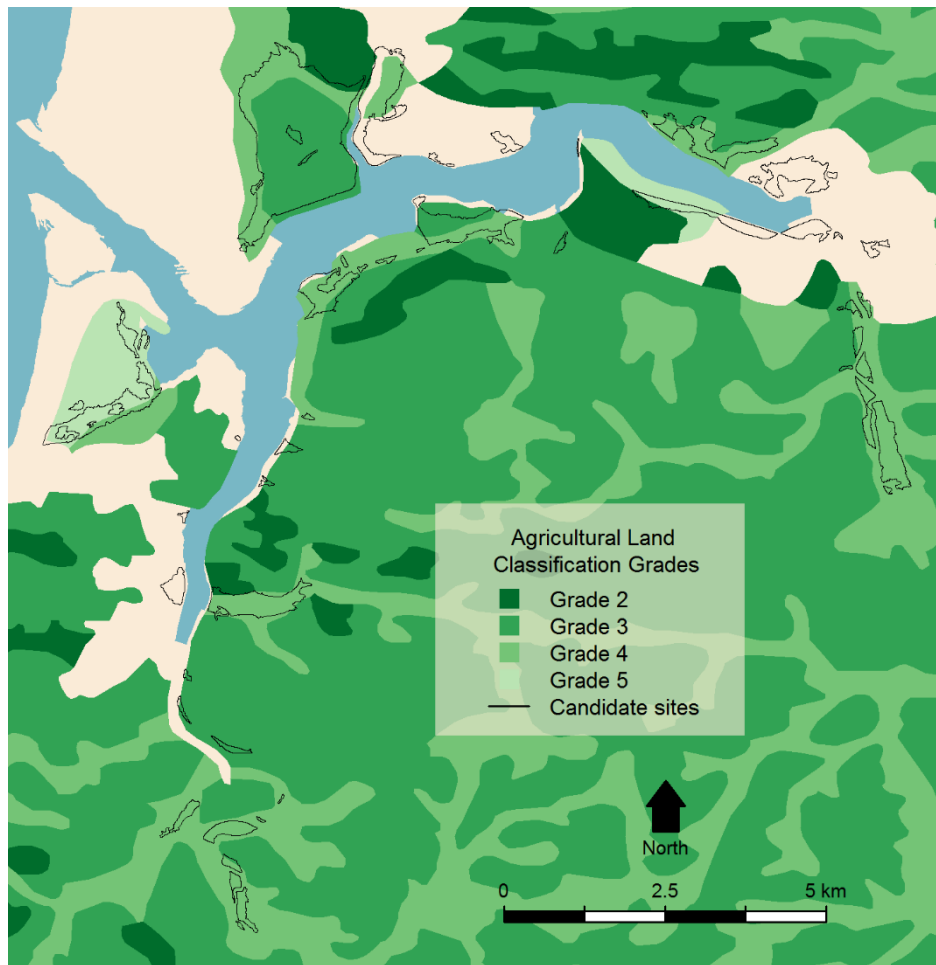 Agricultural Land
Classification Grades
Grade 2
Grade 3
Grade 4
Grade 5
Candidate sites
North
0 2.5 5 km